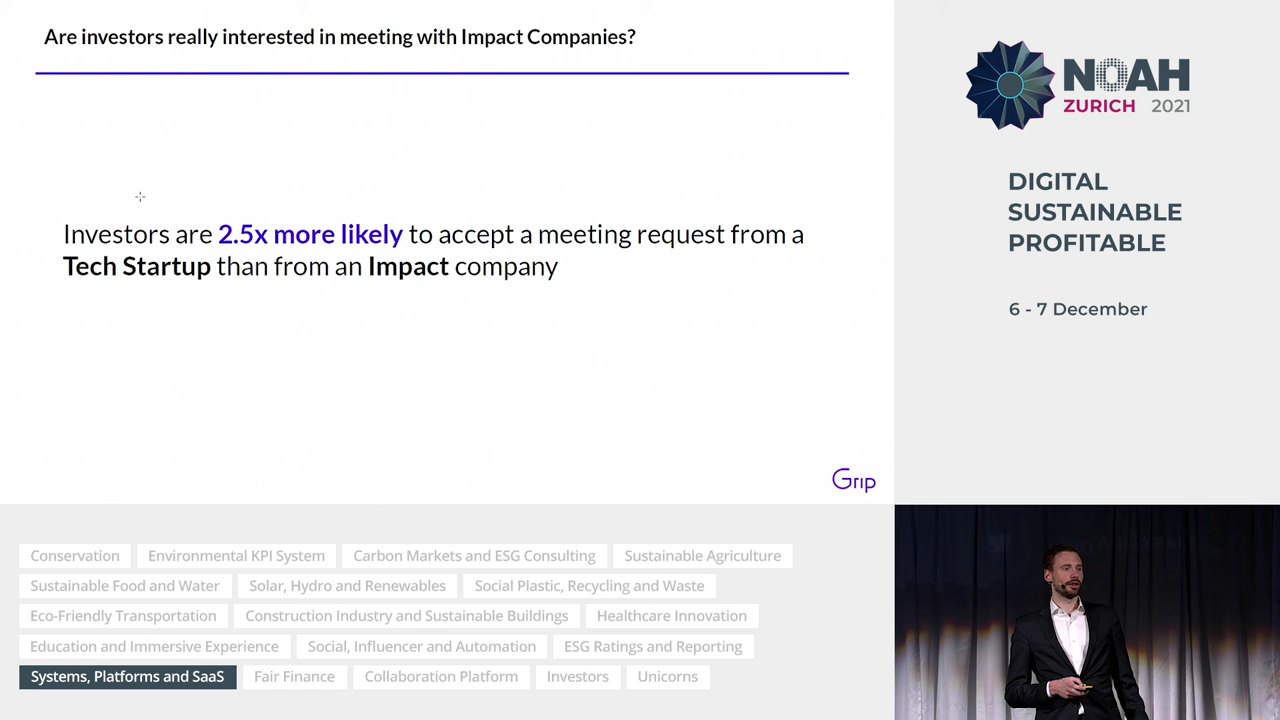 Are investors really interested in meeting with Impact Companies?
Investors are 2.5x more likely to accept a meeting request from a
Tech Startup than from an Impact company
Grip
NOAH
ZURICH 2021
DIGITAL
SUSTAINABLE
PROFITABLE
6 - 7 December
Conservation Environmental KPI System Carbon Markets and ESG Consulting Sustainable Agriculture
Sustainable Food and Water Solar, Hydro and Renewables Social Plastic, Recycling and Waste
Eco-Friendly Transportation Construction Industry and Sustainable Buildings Healthcare Innovation
Education and Immersive Experience Social, Influencer and Automation ESG Ratings and Reporting
Systems, Platforms and SaaS Fair Finance Collaboration Platform Investors Unicorns